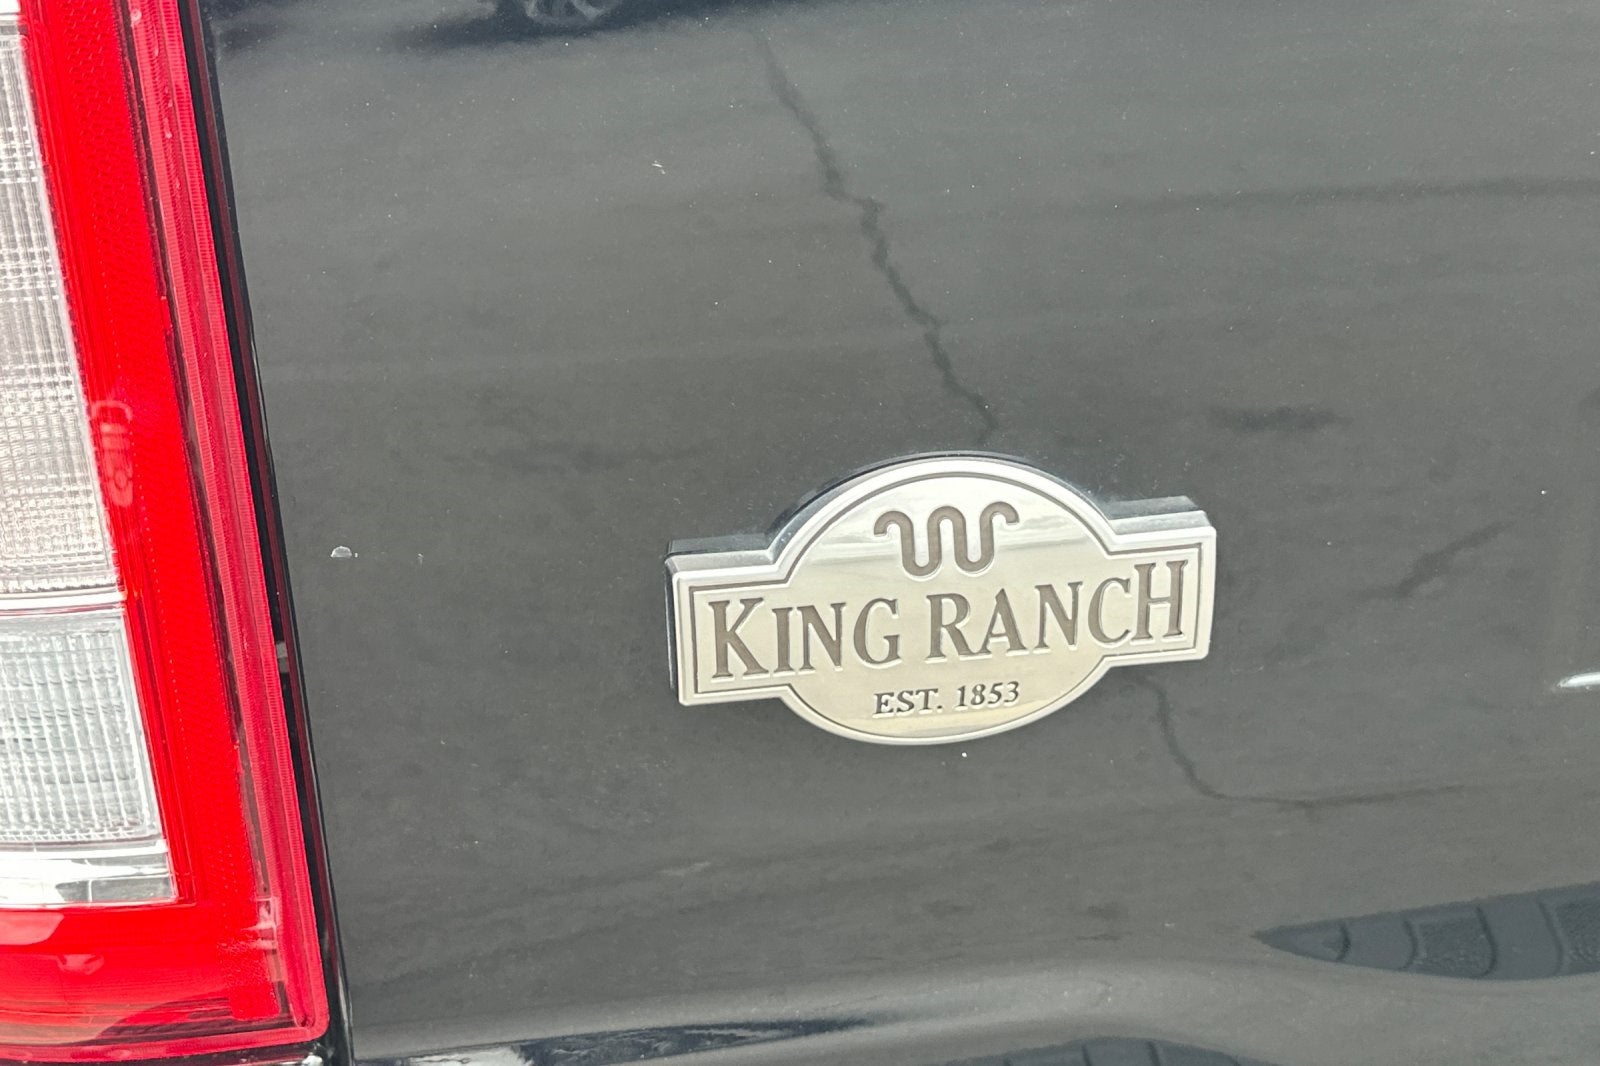 KING RANCH
EST. 1853